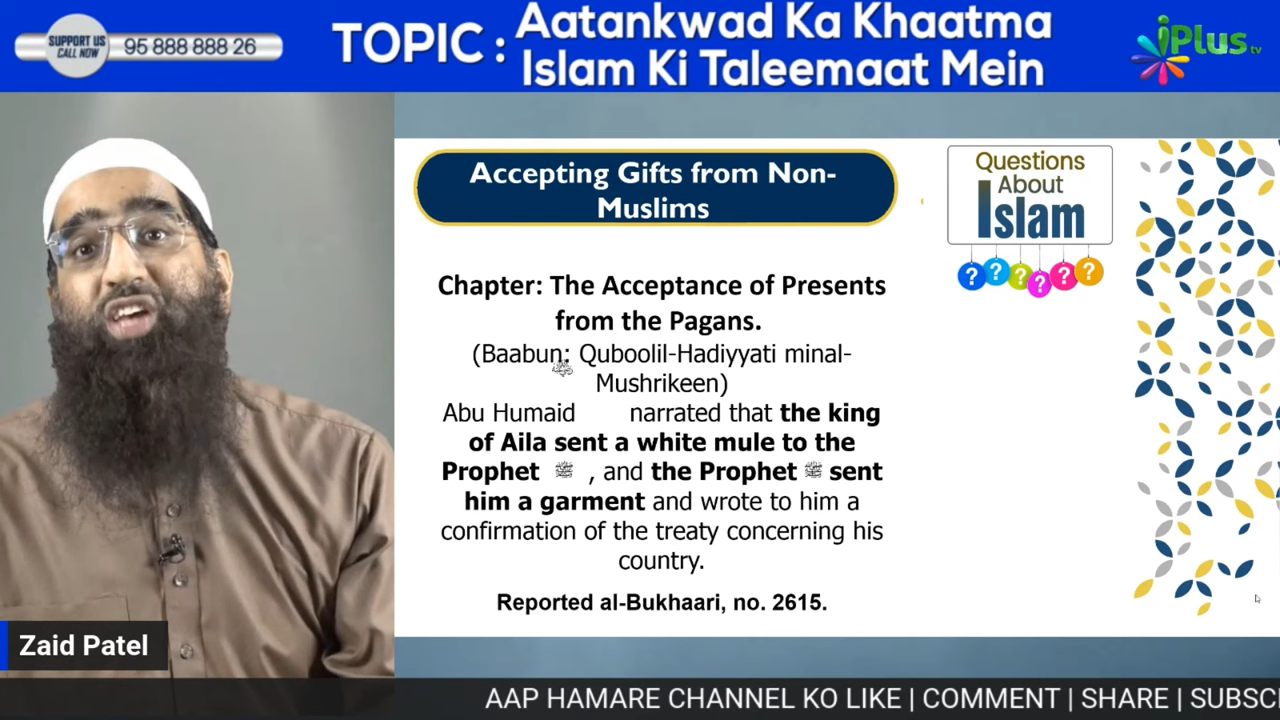 SUPPORT US
CALL NOW
95 888 888 26
TOPIC :
Aatankwad Ka Khaatma
Islam Ki Taleemaat Mein
iPlus tv
Accepting Gifts from Non-
Muslims
Questions
About
Islam
? ? ? ? ? ?
Chapter: The Acceptance of Presents
from the Pagans.
(Baabun: Quboolil-Hadiyyati minal-
Mushrikeen)
Abu Humaid narrated that the king
of Aila sent a white mule to the
Prophet ﷺ , and the Prophet ﷺ sent
him a garment and wrote to him a
confirmation of the treaty concerning his
country.
Reported al-Bukhaari, no. 2615.
Zaid Patel
AAP HAMARE CHANNEL KO LIKE | COMMENT | SHARE | SUBSC